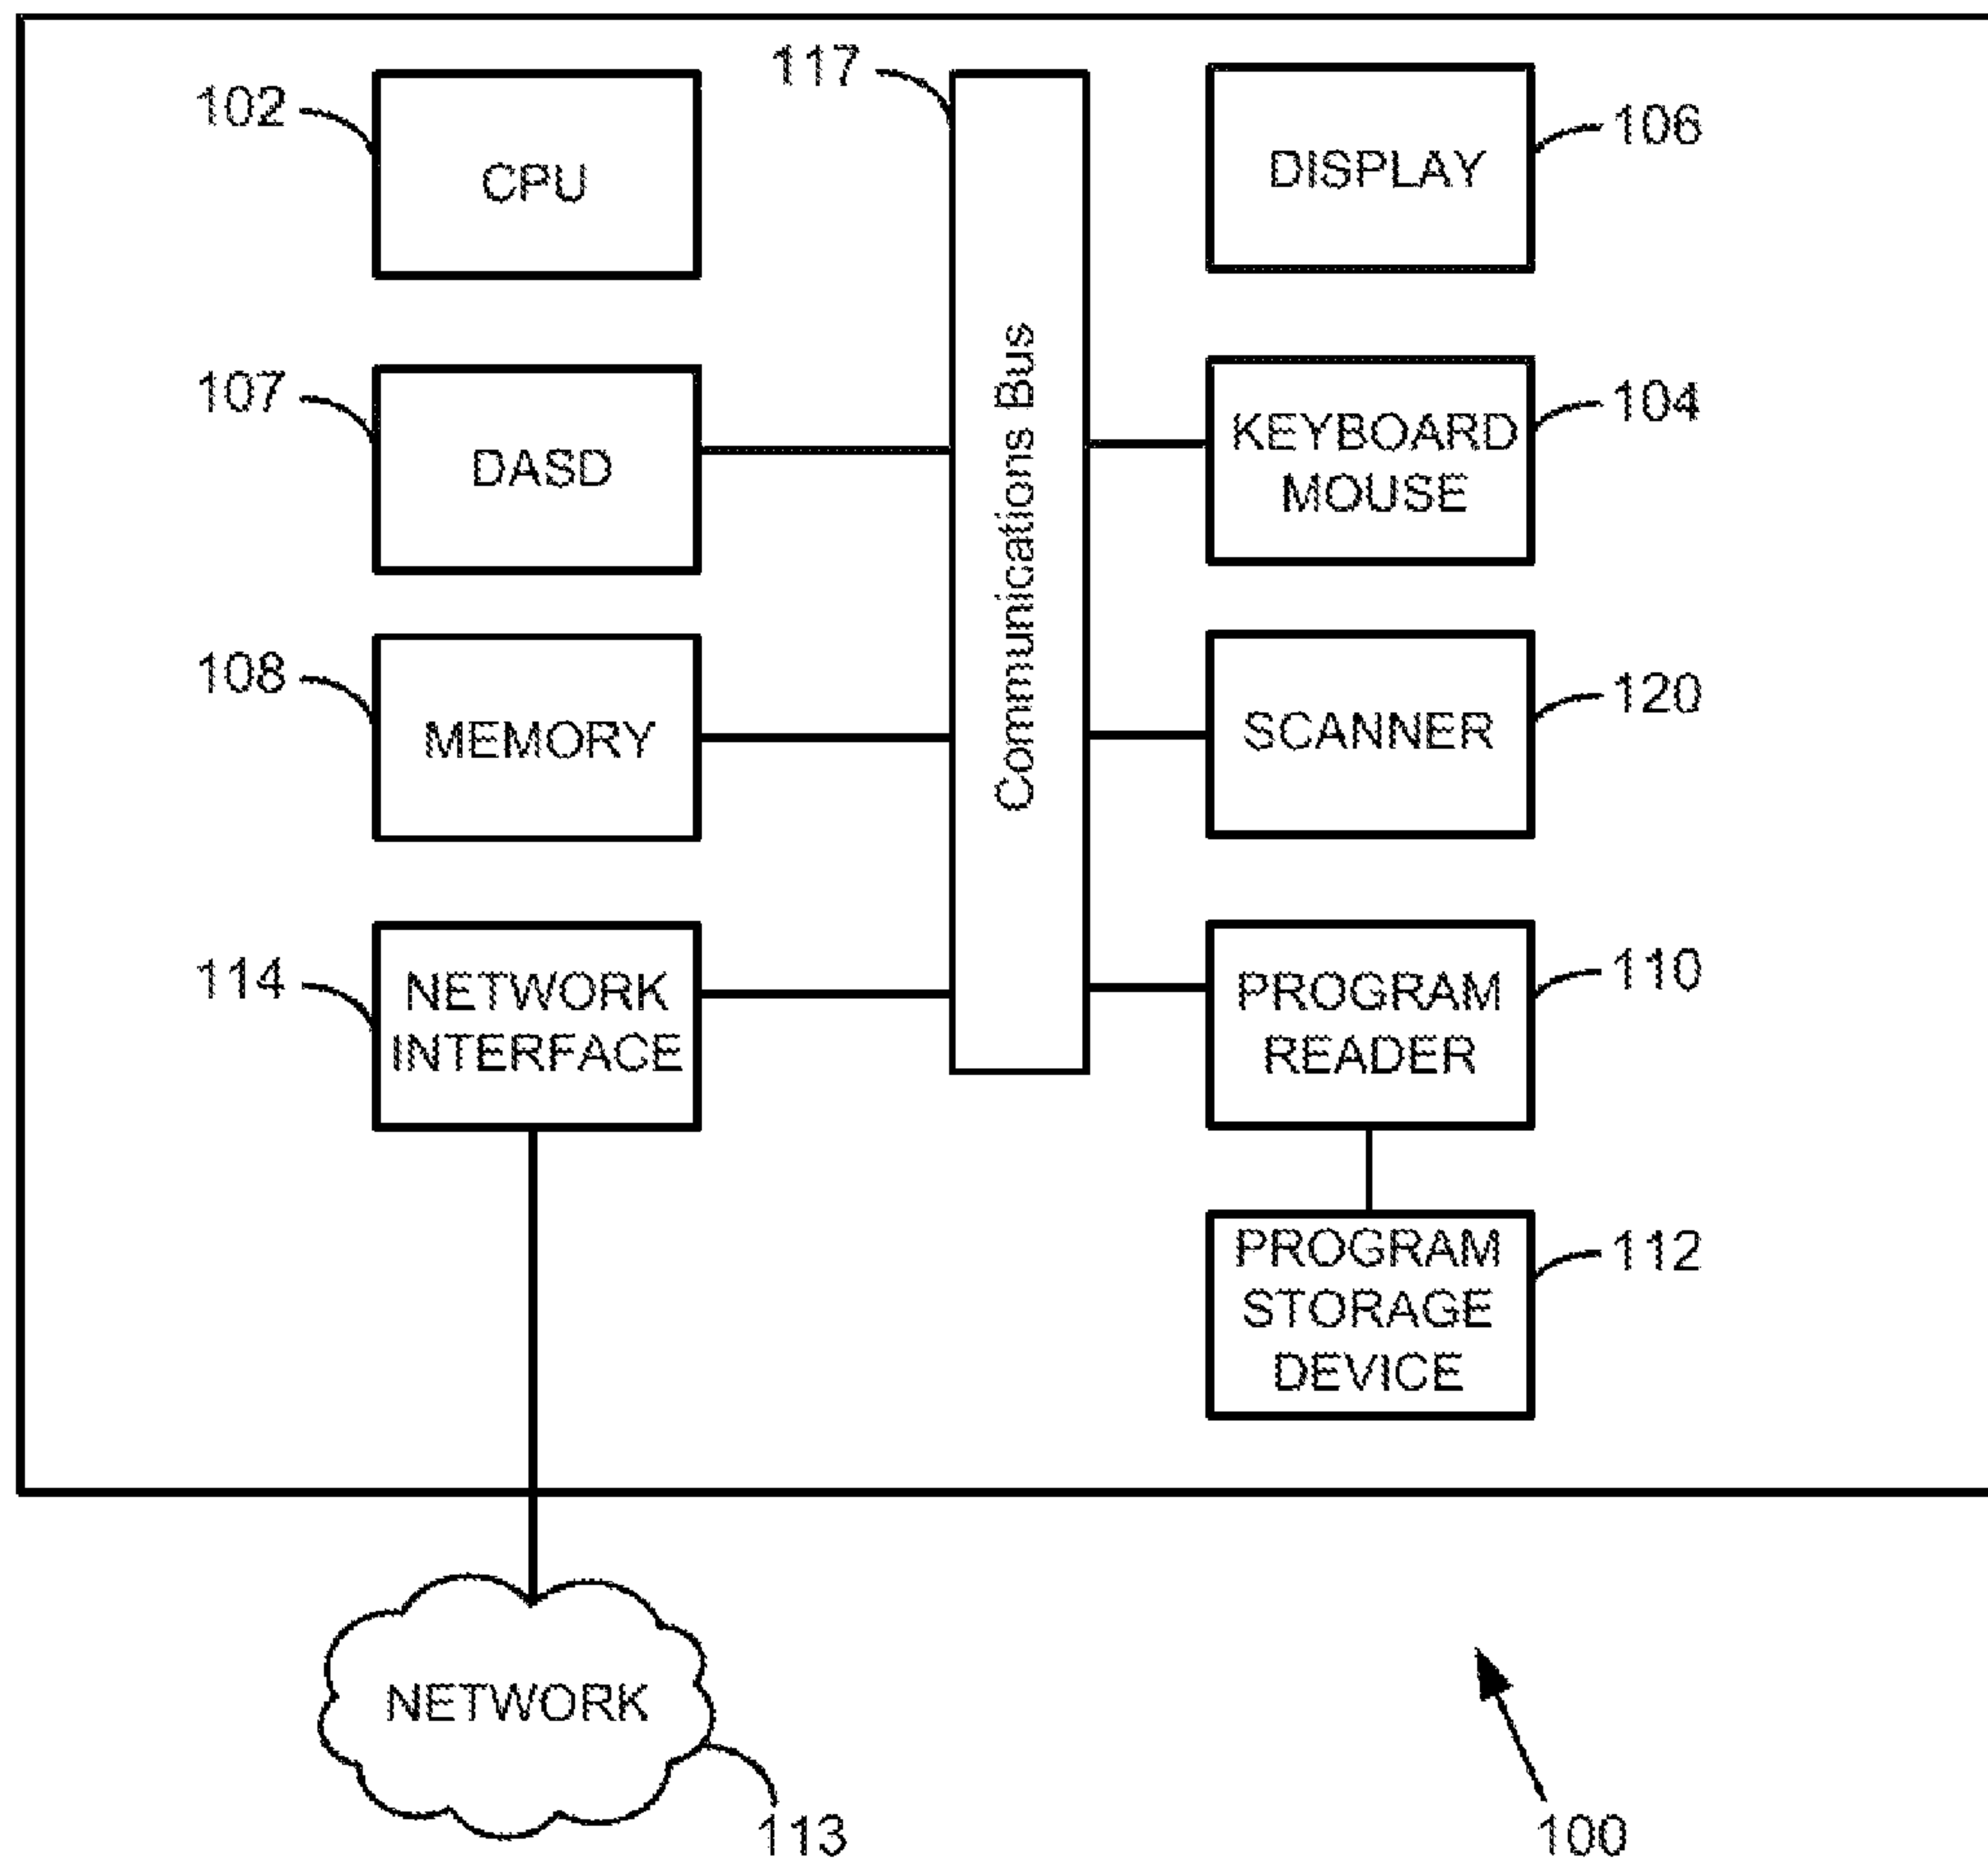 117
102
CPU
DISPLAY
106
107
DASD
Communications Bus
KEYBOARD
MOUSE
104
108
MEMORY
SCANNER
120
114
NETWORK
INTERFACE
PROGRAM
READER
110
PROGRAM
STORAGE
DEVICE
112
NETWORK
113
100